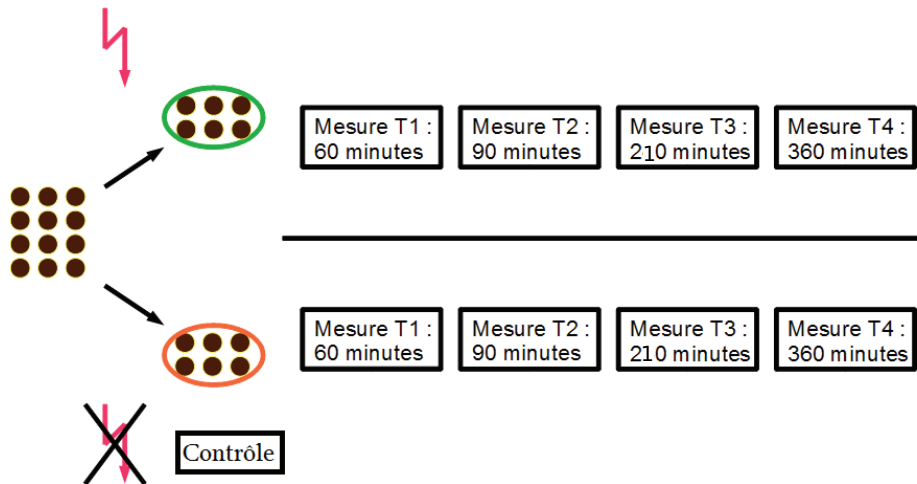 Mesure T1 :
60 minutes
Mesure T2 :
90 minutes
Mesure T3 :
210 minutes
Mesure T4 :
360 minutes
Mesure T1 :
60 minutes
Mesure T2 :
90 minutes
Mesure T3 :
210 minutes
Mesure T4 :
360 minutes
Contrôle